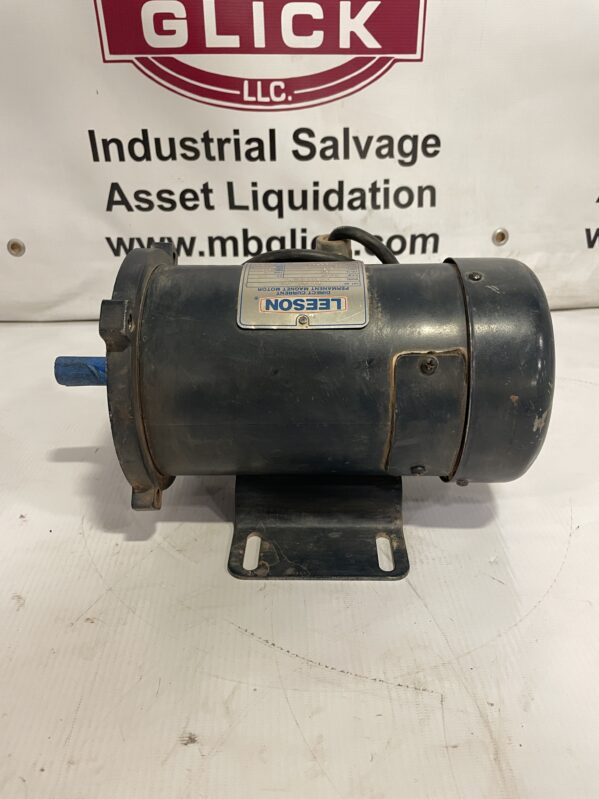 GLICK
LLC.
Industrial Salvage
Asset Liquidation
www.mbglick.com
LEESON
DIRECT CURRENT
PERMANENT MAGNET MOTOR